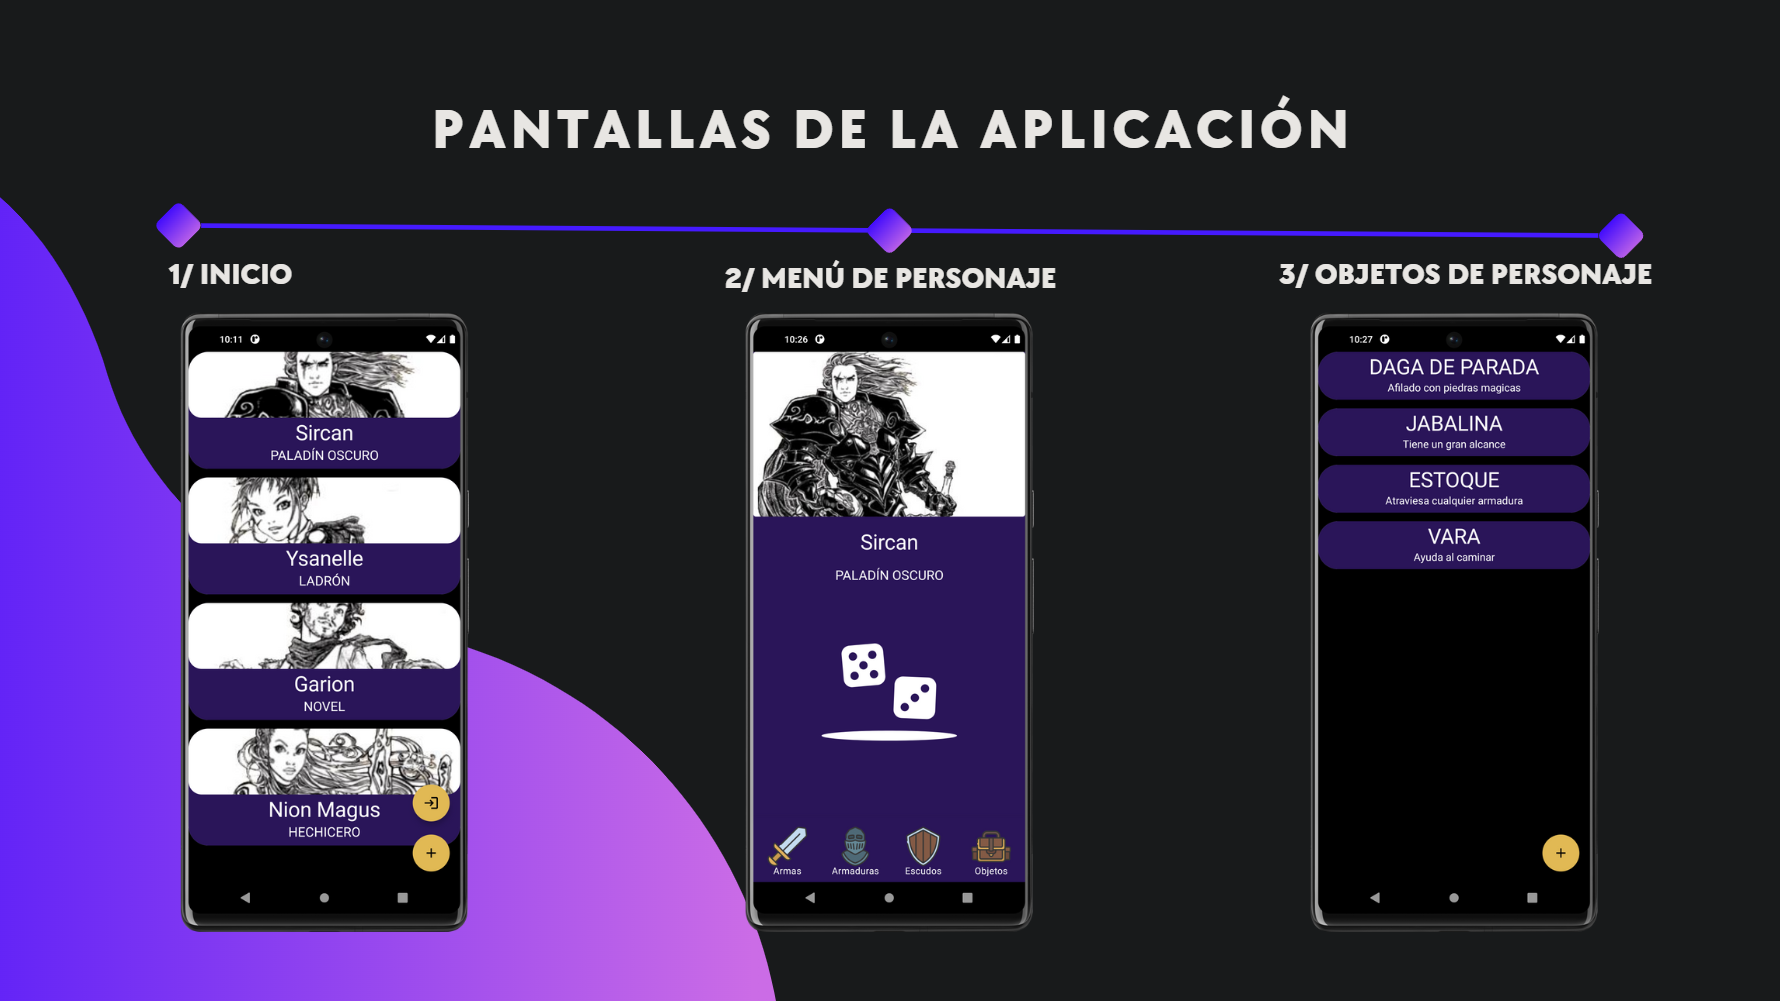 PANTALLAS DE LA APLICACIÓN
1/ INICIO
10:11
Sircan
PALADÍN OSCURO
Ysanelle
LADRÓN
Garion
NOVEL
Nion Magus
HECHICERO
2/ MENÚ DE PERSONAJE
10:26
Sircan
PALADÍN OSCURO
Armas Armaduras Escudos Objetos
3/ OBJETOS DE PERSONAJE
10:27
DAGA DE PARADA
Afilado con piedras magicas
JABALINA
Tiene un gran alcance
ESTOQUE
Atraviesa cualquier armadura
VARA
Ayuda al caminar